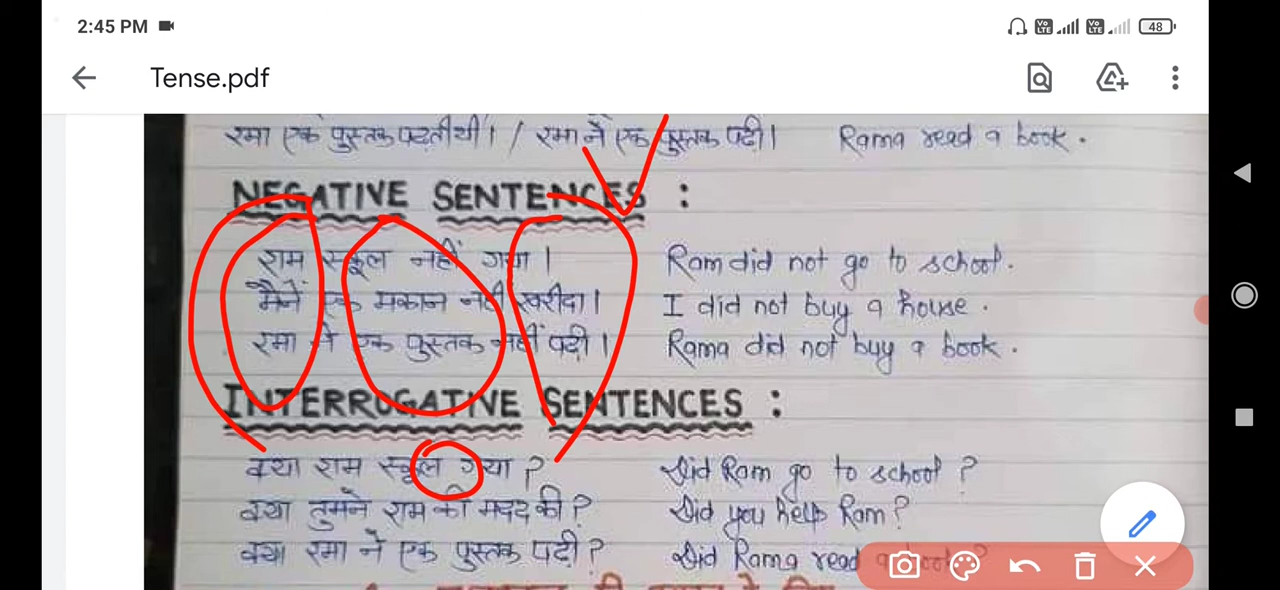 2:45 PM 48
Tense.pdf
रमा एक पुस्तक पढ़ती थी। / रमा ने एक पुस्तक पढ़ी। Rama read a book.
NEGATIVE SENTENCES :
राम स्कूल नहीं गया। Ram did not go to school.
मैनें एक मकान नहीं खरीदा। I did not buy a house.
रमा ने एक पुस्तक नहीं पढ़ी। Rama did not buy a book.
INTERROGATIVE SENTENCES :
क्या राम स्कूल गया? Did Ram go to school?
क्या तुमने राम की मदद की? Did you help Ram?
क्या रमा ने एक पुस्तक पढ़ी? Did Rama read a